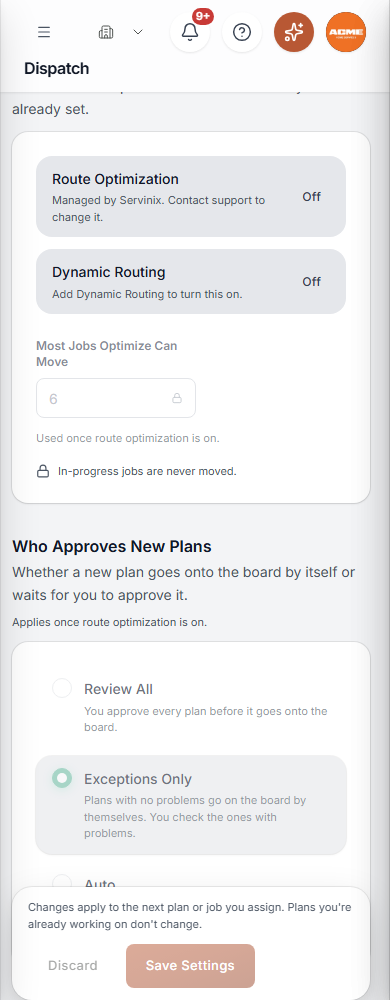 9+
ACME
Dispatch
already set.
Route Optimization
Managed by Servinix. Contact support to
change it.
Off
Dynamic Routing
Add Dynamic Routing to turn this on.
Off
Most Jobs Optimize Can
Move
6
Used once route optimization is on.
In-progress jobs are never moved.
Who Approves New Plans
Whether a new plan goes onto the board by itself or
waits for you to approve it.
Applies once route optimization is on.
Review All
You approve every plan before it goes onto the
board.
Exceptions Only
Plans with no problems go on the board by
themselves. You check the ones with
problems.
Auto
Changes apply to the next plan or job you assign. Plans you're
already working on don't change.
Discard
Save Settings